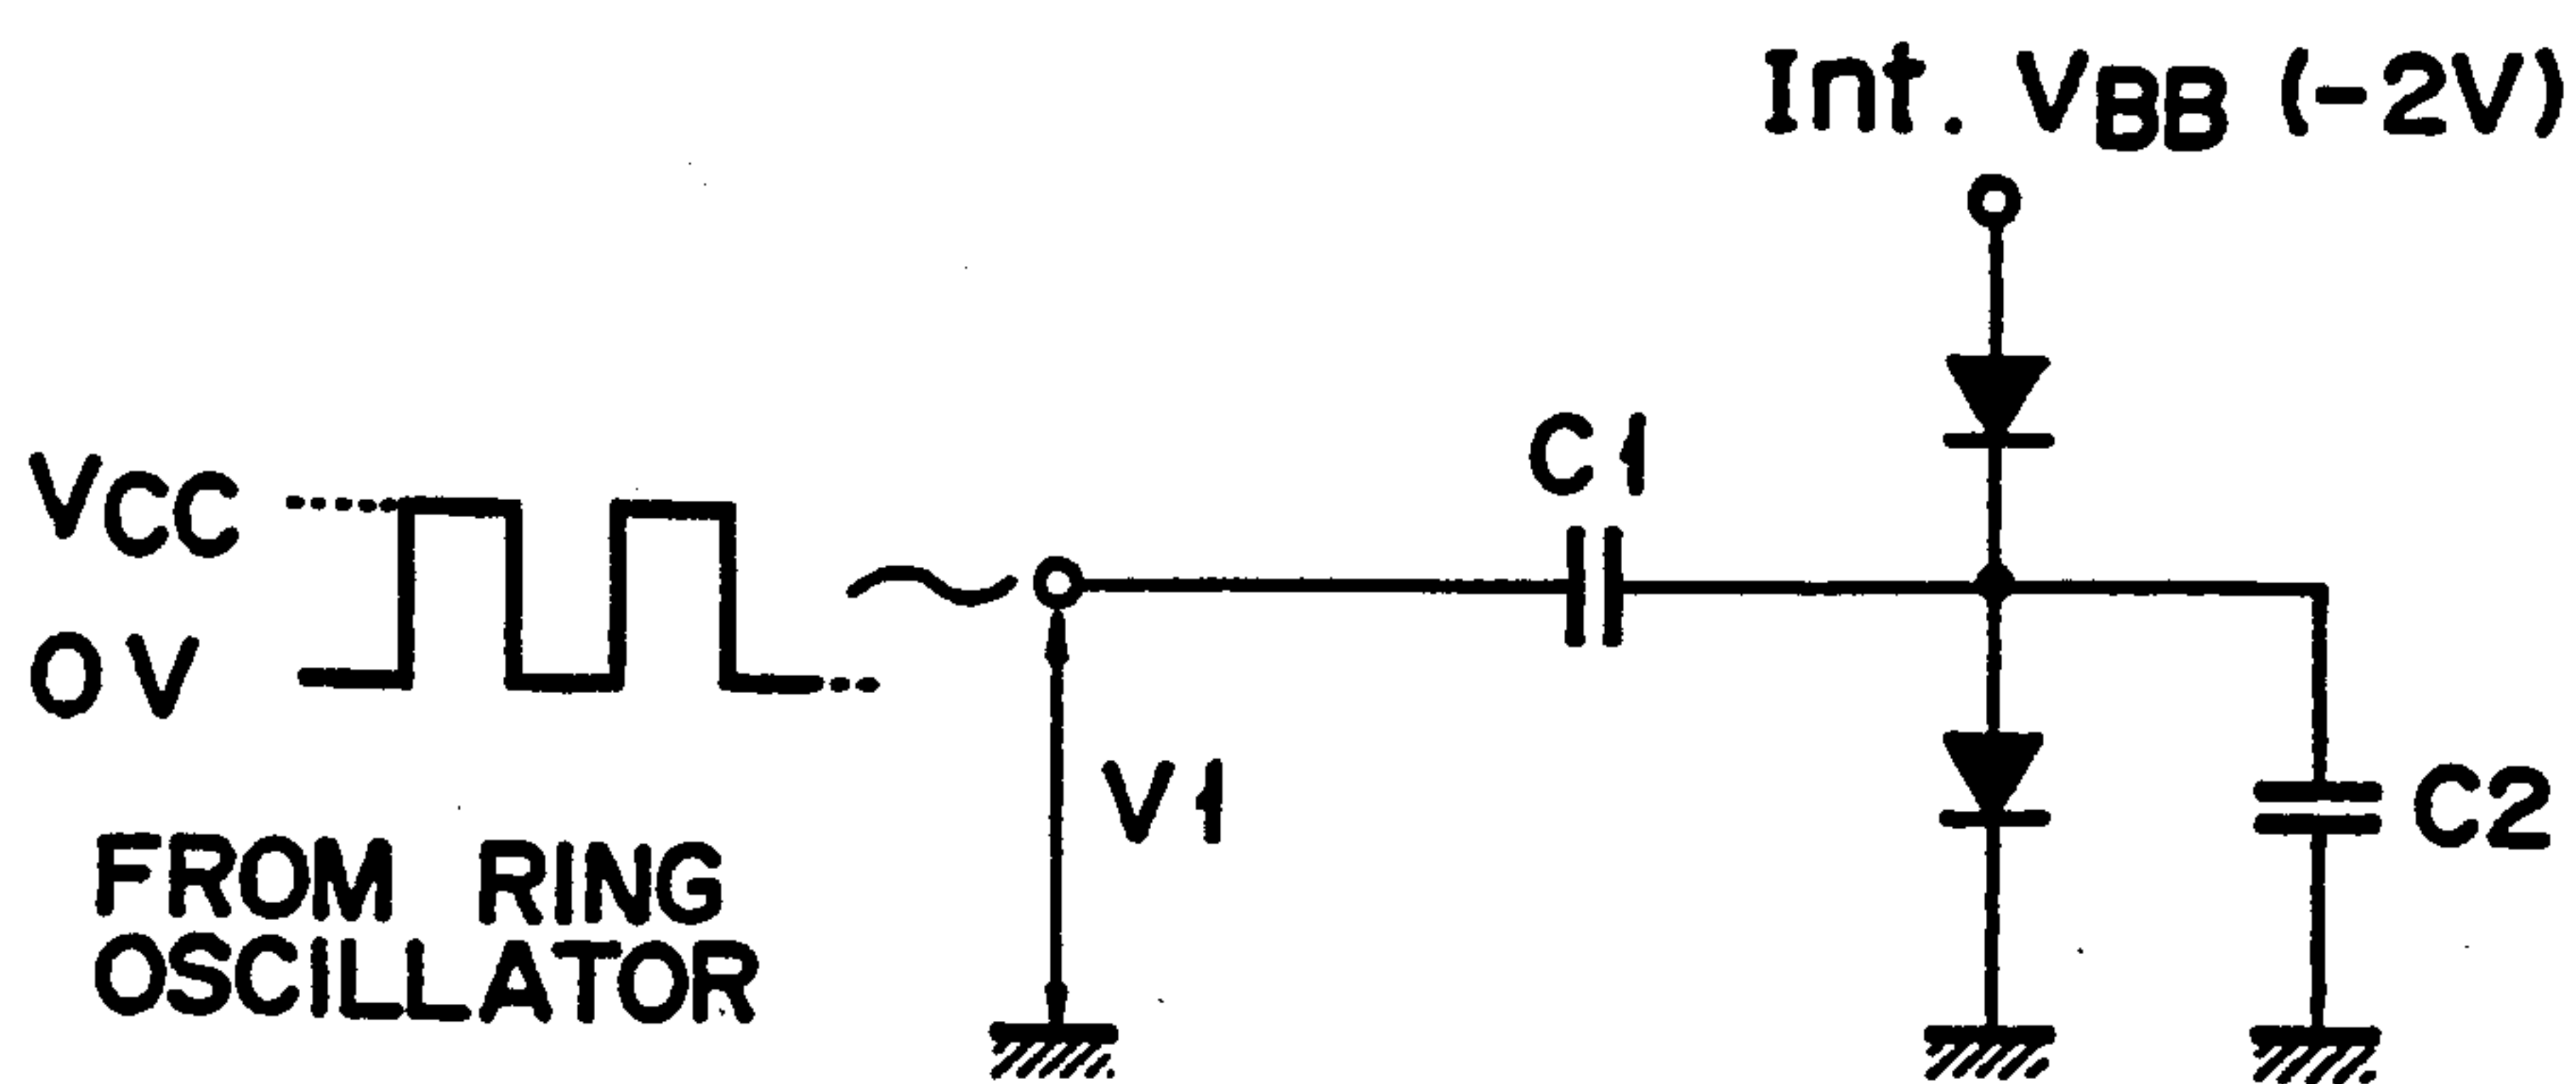 Int. VBB (-2V)
C1
VCC
0V
V1
C2
FROM RING
OSCILLATOR